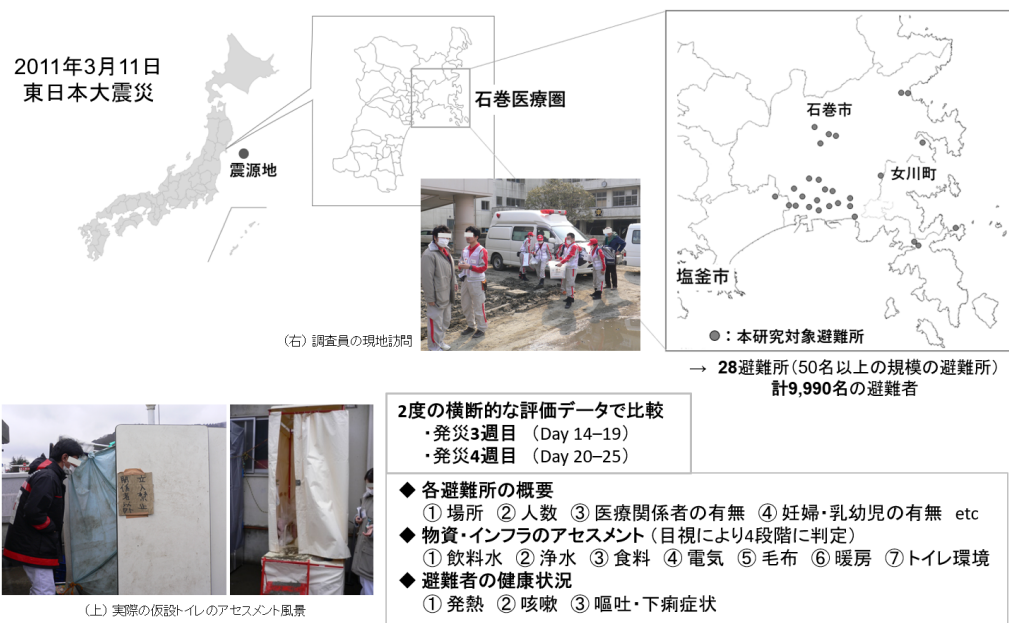 2011年3月11日
東日本大震災
震源地
石巻医療圏
石巻市
女川町
塩釜市
●：本研究対象避難所
（右） 調査員の現地訪問
→ 28避難所（50名以上の規模の避難所）
計9,990名の避難者
2度の横断的な評価データで比較
・発災3週目 （Day 14–19）
・発災4週目 （Day 20–25）
◆ 各避難所の概要
① 場所 ② 人数 ③ 医療関係者の有無 ④ 妊婦・乳幼児の有無 etc
◆ 物資・インフラのアセスメント（目視により4段階に判定）
① 飲料水 ② 浄水 ③ 食料 ④ 電気 ⑤ 毛布 ⑥ 暖房 ⑦ トイレ環境
◆ 避難者の健康状況
① 発熱 ② 咳嗽 ③ 嘔吐・下痢症状
関係者以外
立入禁止
（上） 実際の仮設トイレのアセスメント風景